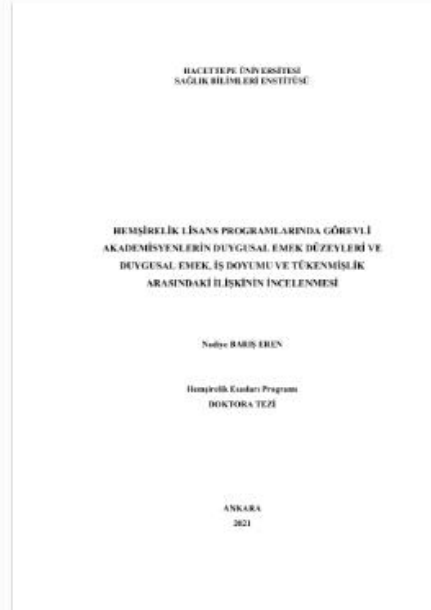 HACETTEPE ÜNİVERSİTESİ
SAĞLIK BİLİMLERİ ENSTİTÜSÜ
HEMŞİRELİK LİSANS PROGRAMLARINDA GÖREVLİ
AKADEMİSYENLERİN DUYGUSAL EMEK DÜZEYLERİ VE
DUYGUSAL EMEK, İŞ DOYUMU VE TÜKENMİŞLİK
ARASINDAKİ İLİŞKİNİN İNCELENMESİ
BARIŞ EREN
Hemşirelik Esasları Programı
DOKTORA TEZİ
ANKARA
2021